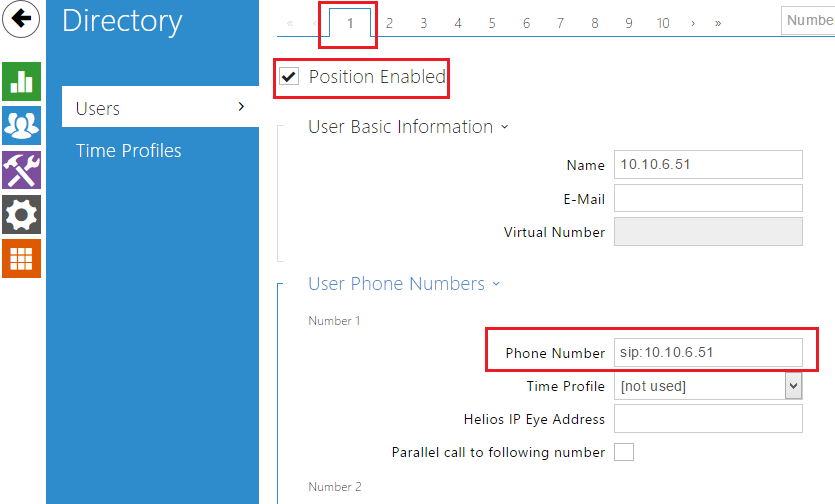 Directory
Users
Time Profiles
« ‹ 1 2 3 4 5 6 7 8 9 10 › »
Position Enabled
User Basic Information
Name 10.10.6.51
E-Mail
Virtual Number
User Phone Numbers
Number 1
Phone Number sip:10.10.6.51
Time Profile [not used]
Helios IP Eye Address
Parallel call to following number
Number 2